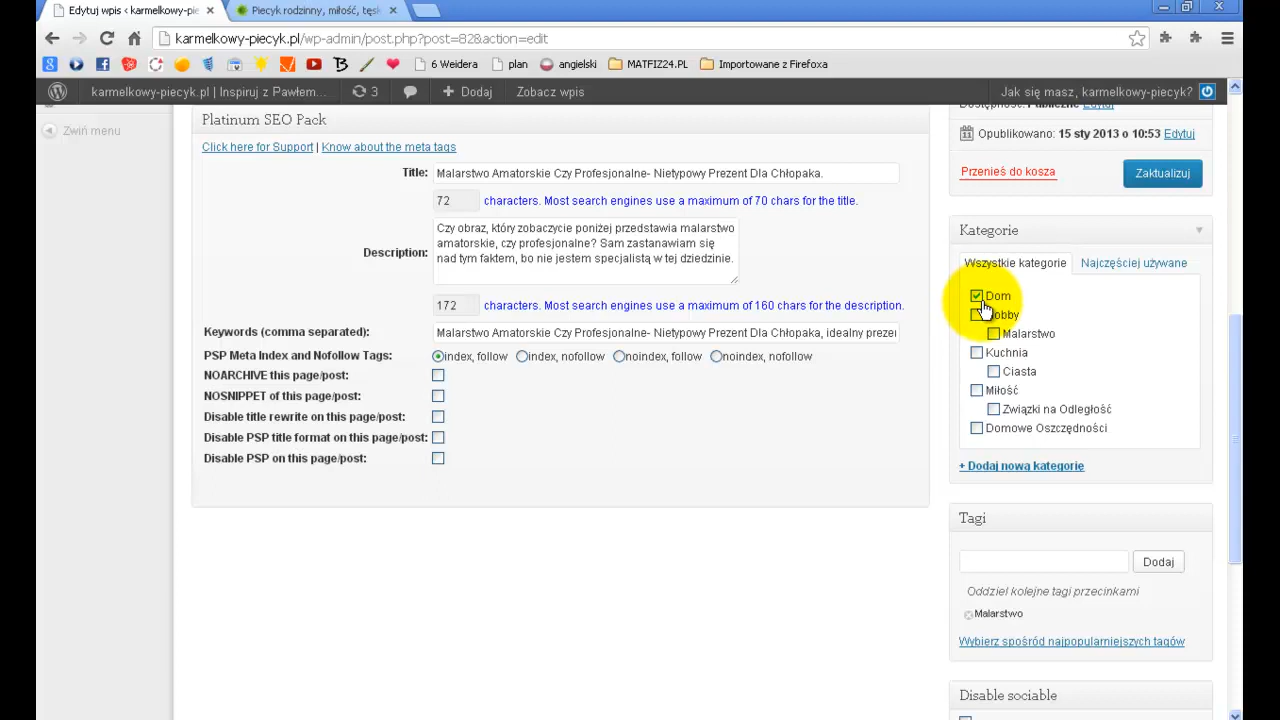 Edytuj wpis ‹ karmelkowy-pie
Piecyk rodzinny, miłość, tęsk
karmelkowy-piecyk.pl/wp-admin/post.php?post=82&action=edit
6 Weidera
plan
angielski
MATFIZ24.PL
Importowane z Firefoxa
karmelkowy-piecyk.pl | Inspiruj z Pawłem...
3
Dodaj
Zobacz wpis
Jak się masz, karmelkowy-piecyk?
Zwiń menu
Platinum SEO Pack
Click here for Support | Know about the meta tags
Title: Malarstwo Amatorskie Czy Profesjonalne- Nietypowy Prezent Dla Chłopaka.
72 characters. Most search engines use a maximum of 70 chars for the title.
Description:
Czy obraz, który zobaczycie poniżej przedstawia malarstwo
amatorskie, czy profesjonalne? Sam zastanawiam się
nad tym faktem, bo nie jestem specjalistą w tej dziedzinie.
172 characters. Most search engines use a maximum of 160 chars for the description.
Keywords (comma separated): Malarstwo Amatorskie Czy Profesjonalne- Nietypowy Prezent Dla Chłopaka, idealny prezer
PSP Meta Index and Nofollow Tags: index, follow index, nofollow noindex, follow noindex, nofollow
NOARCHIVE this page/post:
NOSNIPPET of this page/post:
Disable title rewrite on this page/post:
Disable PSP title format on this page/post:
Disable PSP on this page/post:
Dostępność: Publiczne Edytuj
Opublikowano: 15 sty 2013 o 10:53 Edytuj
Przenieś do kosza
Zaktualizuj
Kategorie
Wszystkie kategorie
Najczęściej używane
Dom
Hobby
Malarstwo
Kuchnia
Ciasta
Miłość
Związki na Odległość
Domowe Oszczędności
+ Dodaj nową kategorię
Tagi
Dodaj
Oddziel kolejne tagi przecinkami
Malarstwo
Wybierz spośród najpopularniejszych tagów
Disable sociable